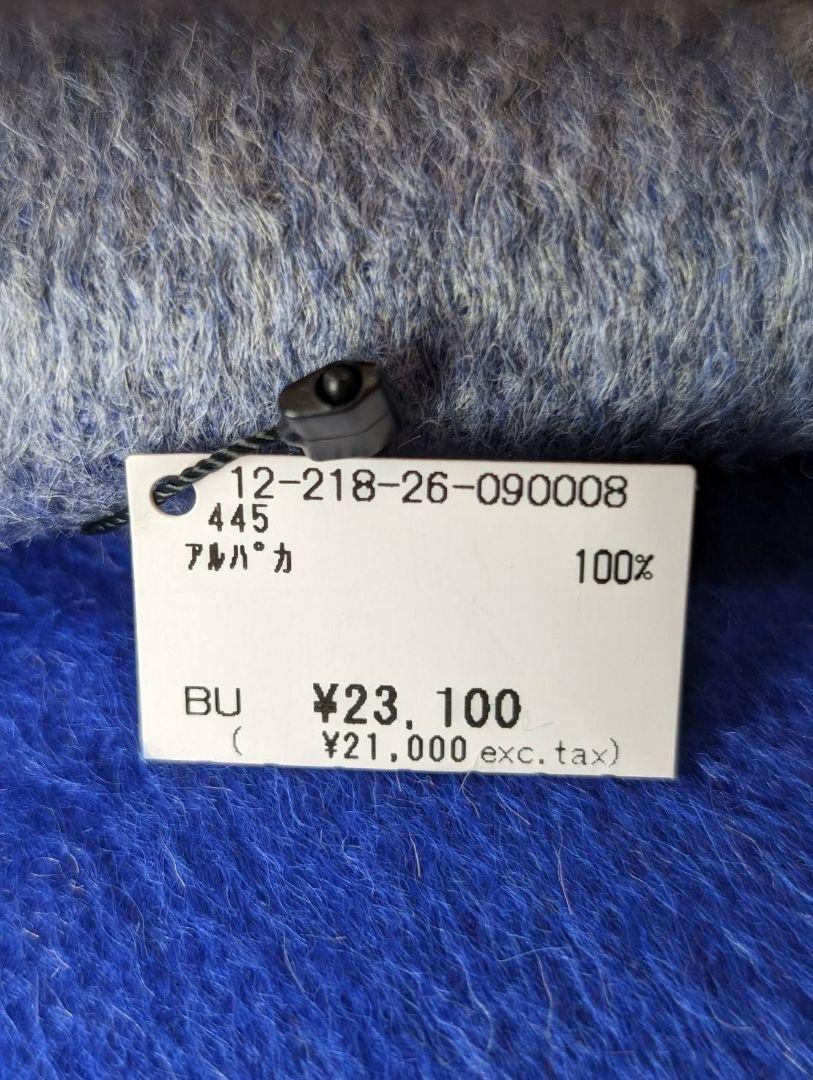 12-218-26-090008
445
ｱﾙﾊﾟｶ 100%
BU ¥23,100
( ¥21,000 exc.tax)